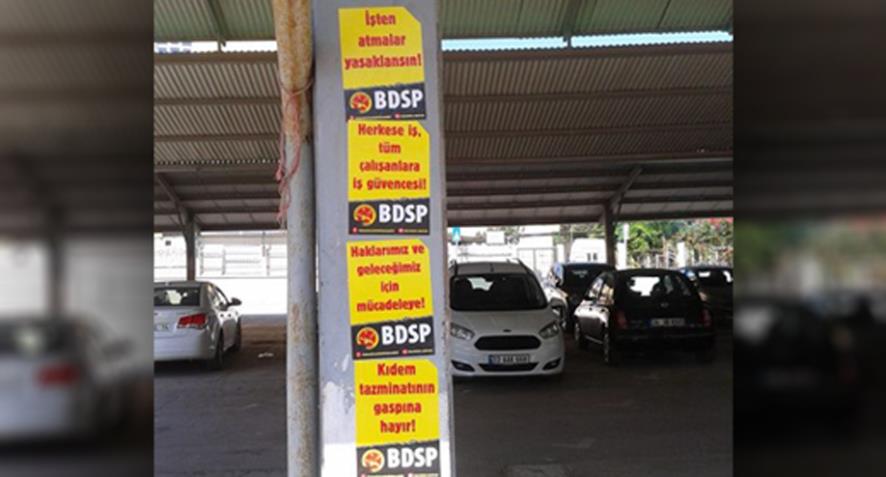 İşten
atmalar
yasaklansın!
BDSP
Herkese iş,
tüm
çalışanlara
iş güvencesi!
BDSP
Haklarımız ve
geleceğimiz
için
mücadeleye!
BDSP
Kıdem
tazminatının
gaspına
hayır!
BDSP